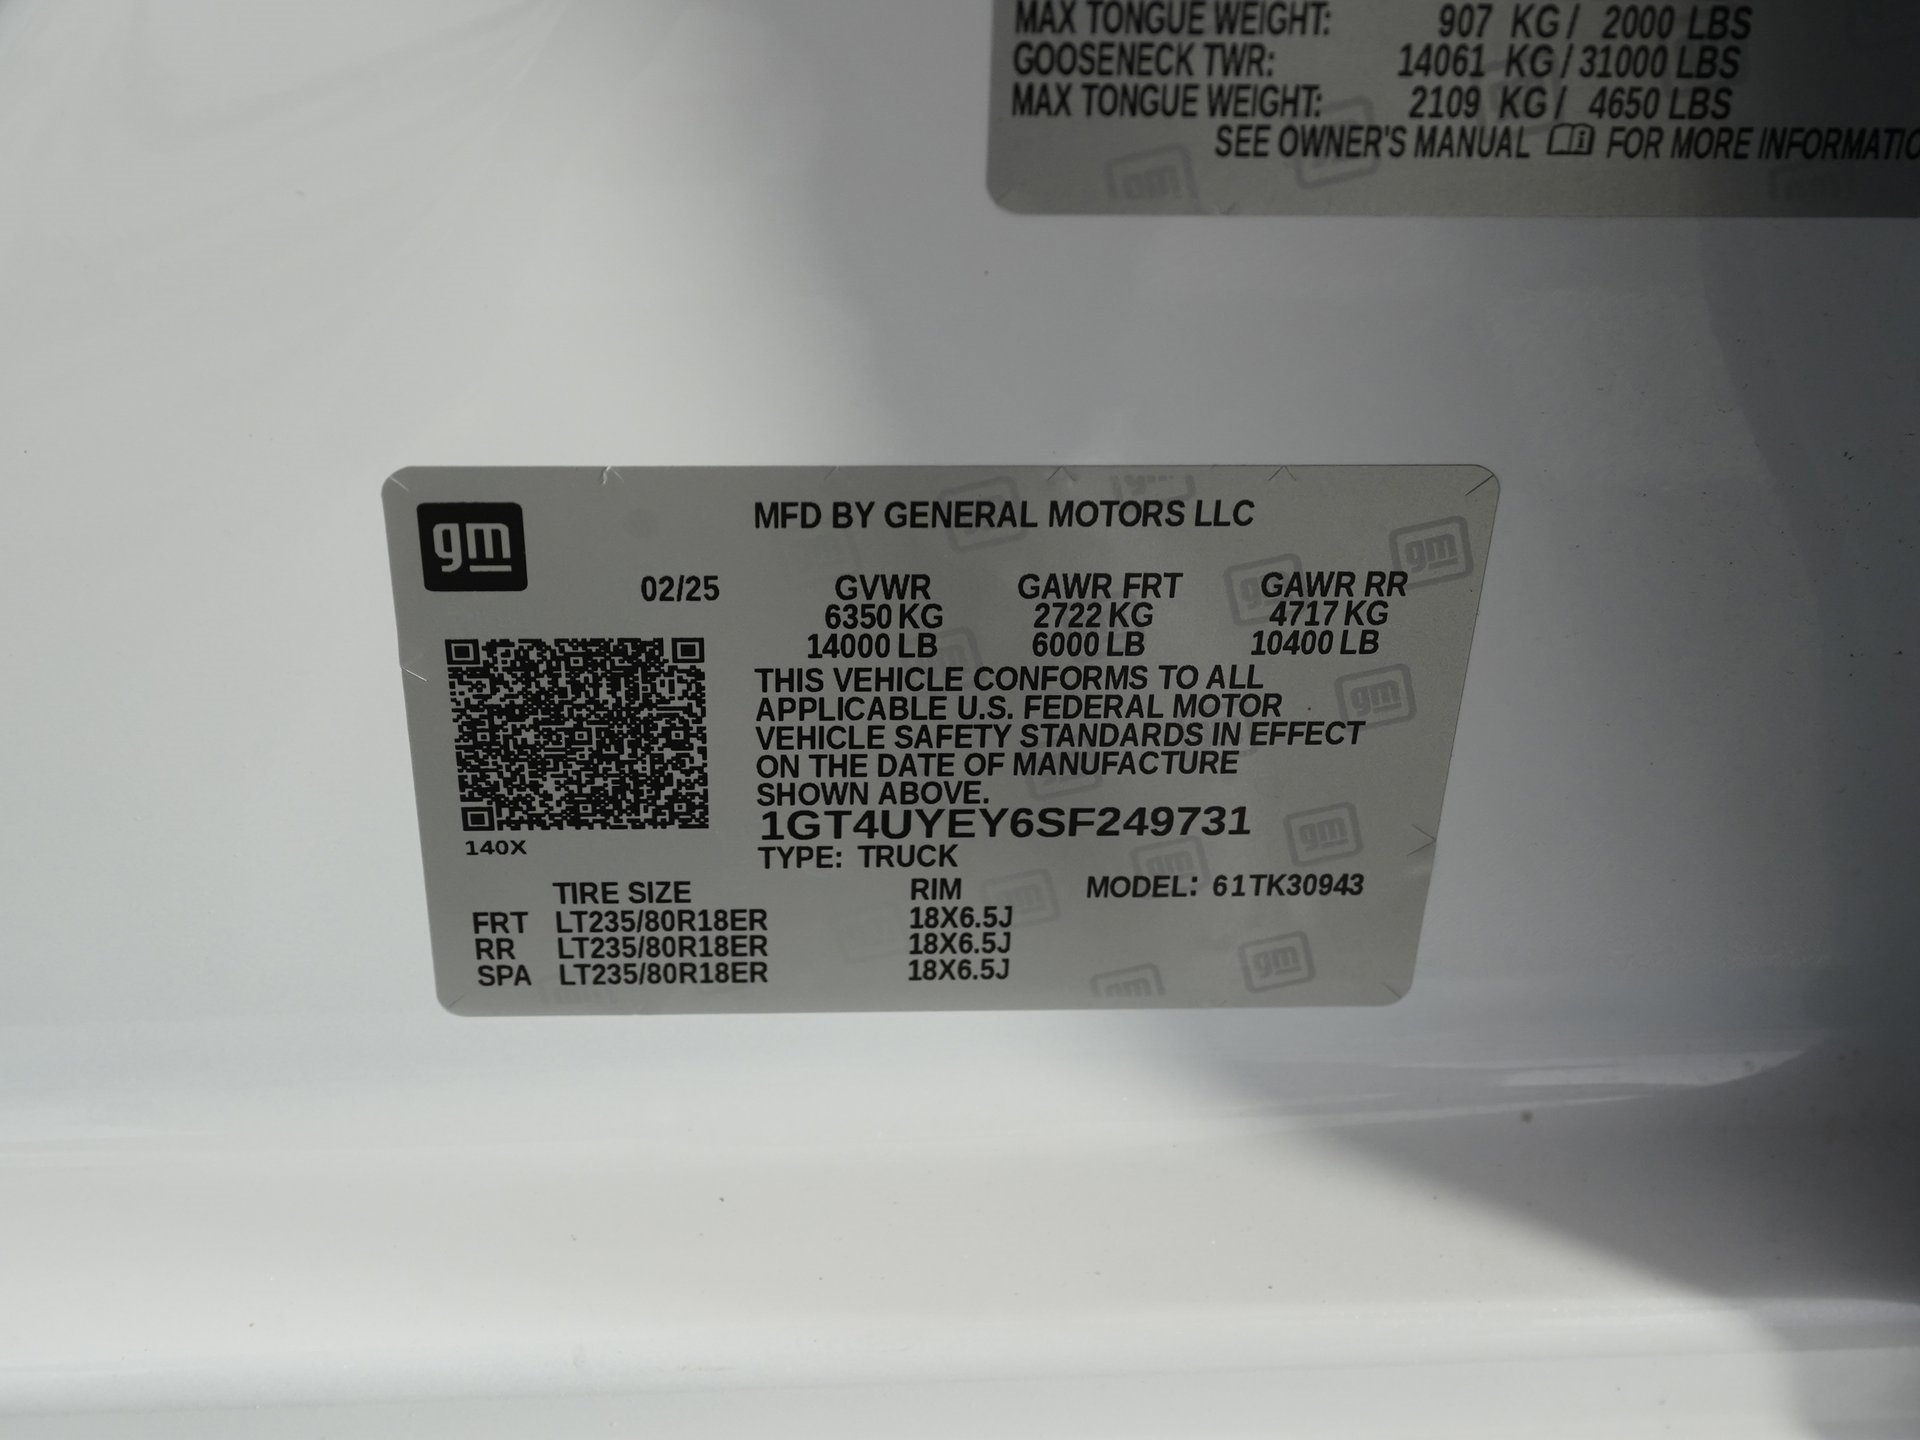 MAX TONGUE WEIGHT: 907 KG / 2000 LBS
GOOSENECK TWR: 14061 KG / 31000 LBS
MAX TONGUE WEIGHT: 2109 KG / 4650 LBS
SEE OWNER'S MANUAL FOR MORE INFORMATIO
gm
MFD BY GENERAL MOTORS LLC
02/25 GVWR GAWR FRT GAWR RR
6350 KG 2722 KG 4717 KG
14000 LB 6000 LB 10400 LB
THIS VEHICLE CONFORMS TO ALL
APPLICABLE U.S. FEDERAL MOTOR
VEHICLE SAFETY STANDARDS IN EFFECT
ON THE DATE OF MANUFACTURE
SHOWN ABOVE.
1GT4UYEY6SF249731
140X
TYPE: TRUCK
TIRE SIZE RIM MODEL: 61TK30943
FRT LT235/80R18ER 18X6.5J
RR LT235/80R18ER 18X6.5J
SPA LT235/80R18ER 18X6.5J